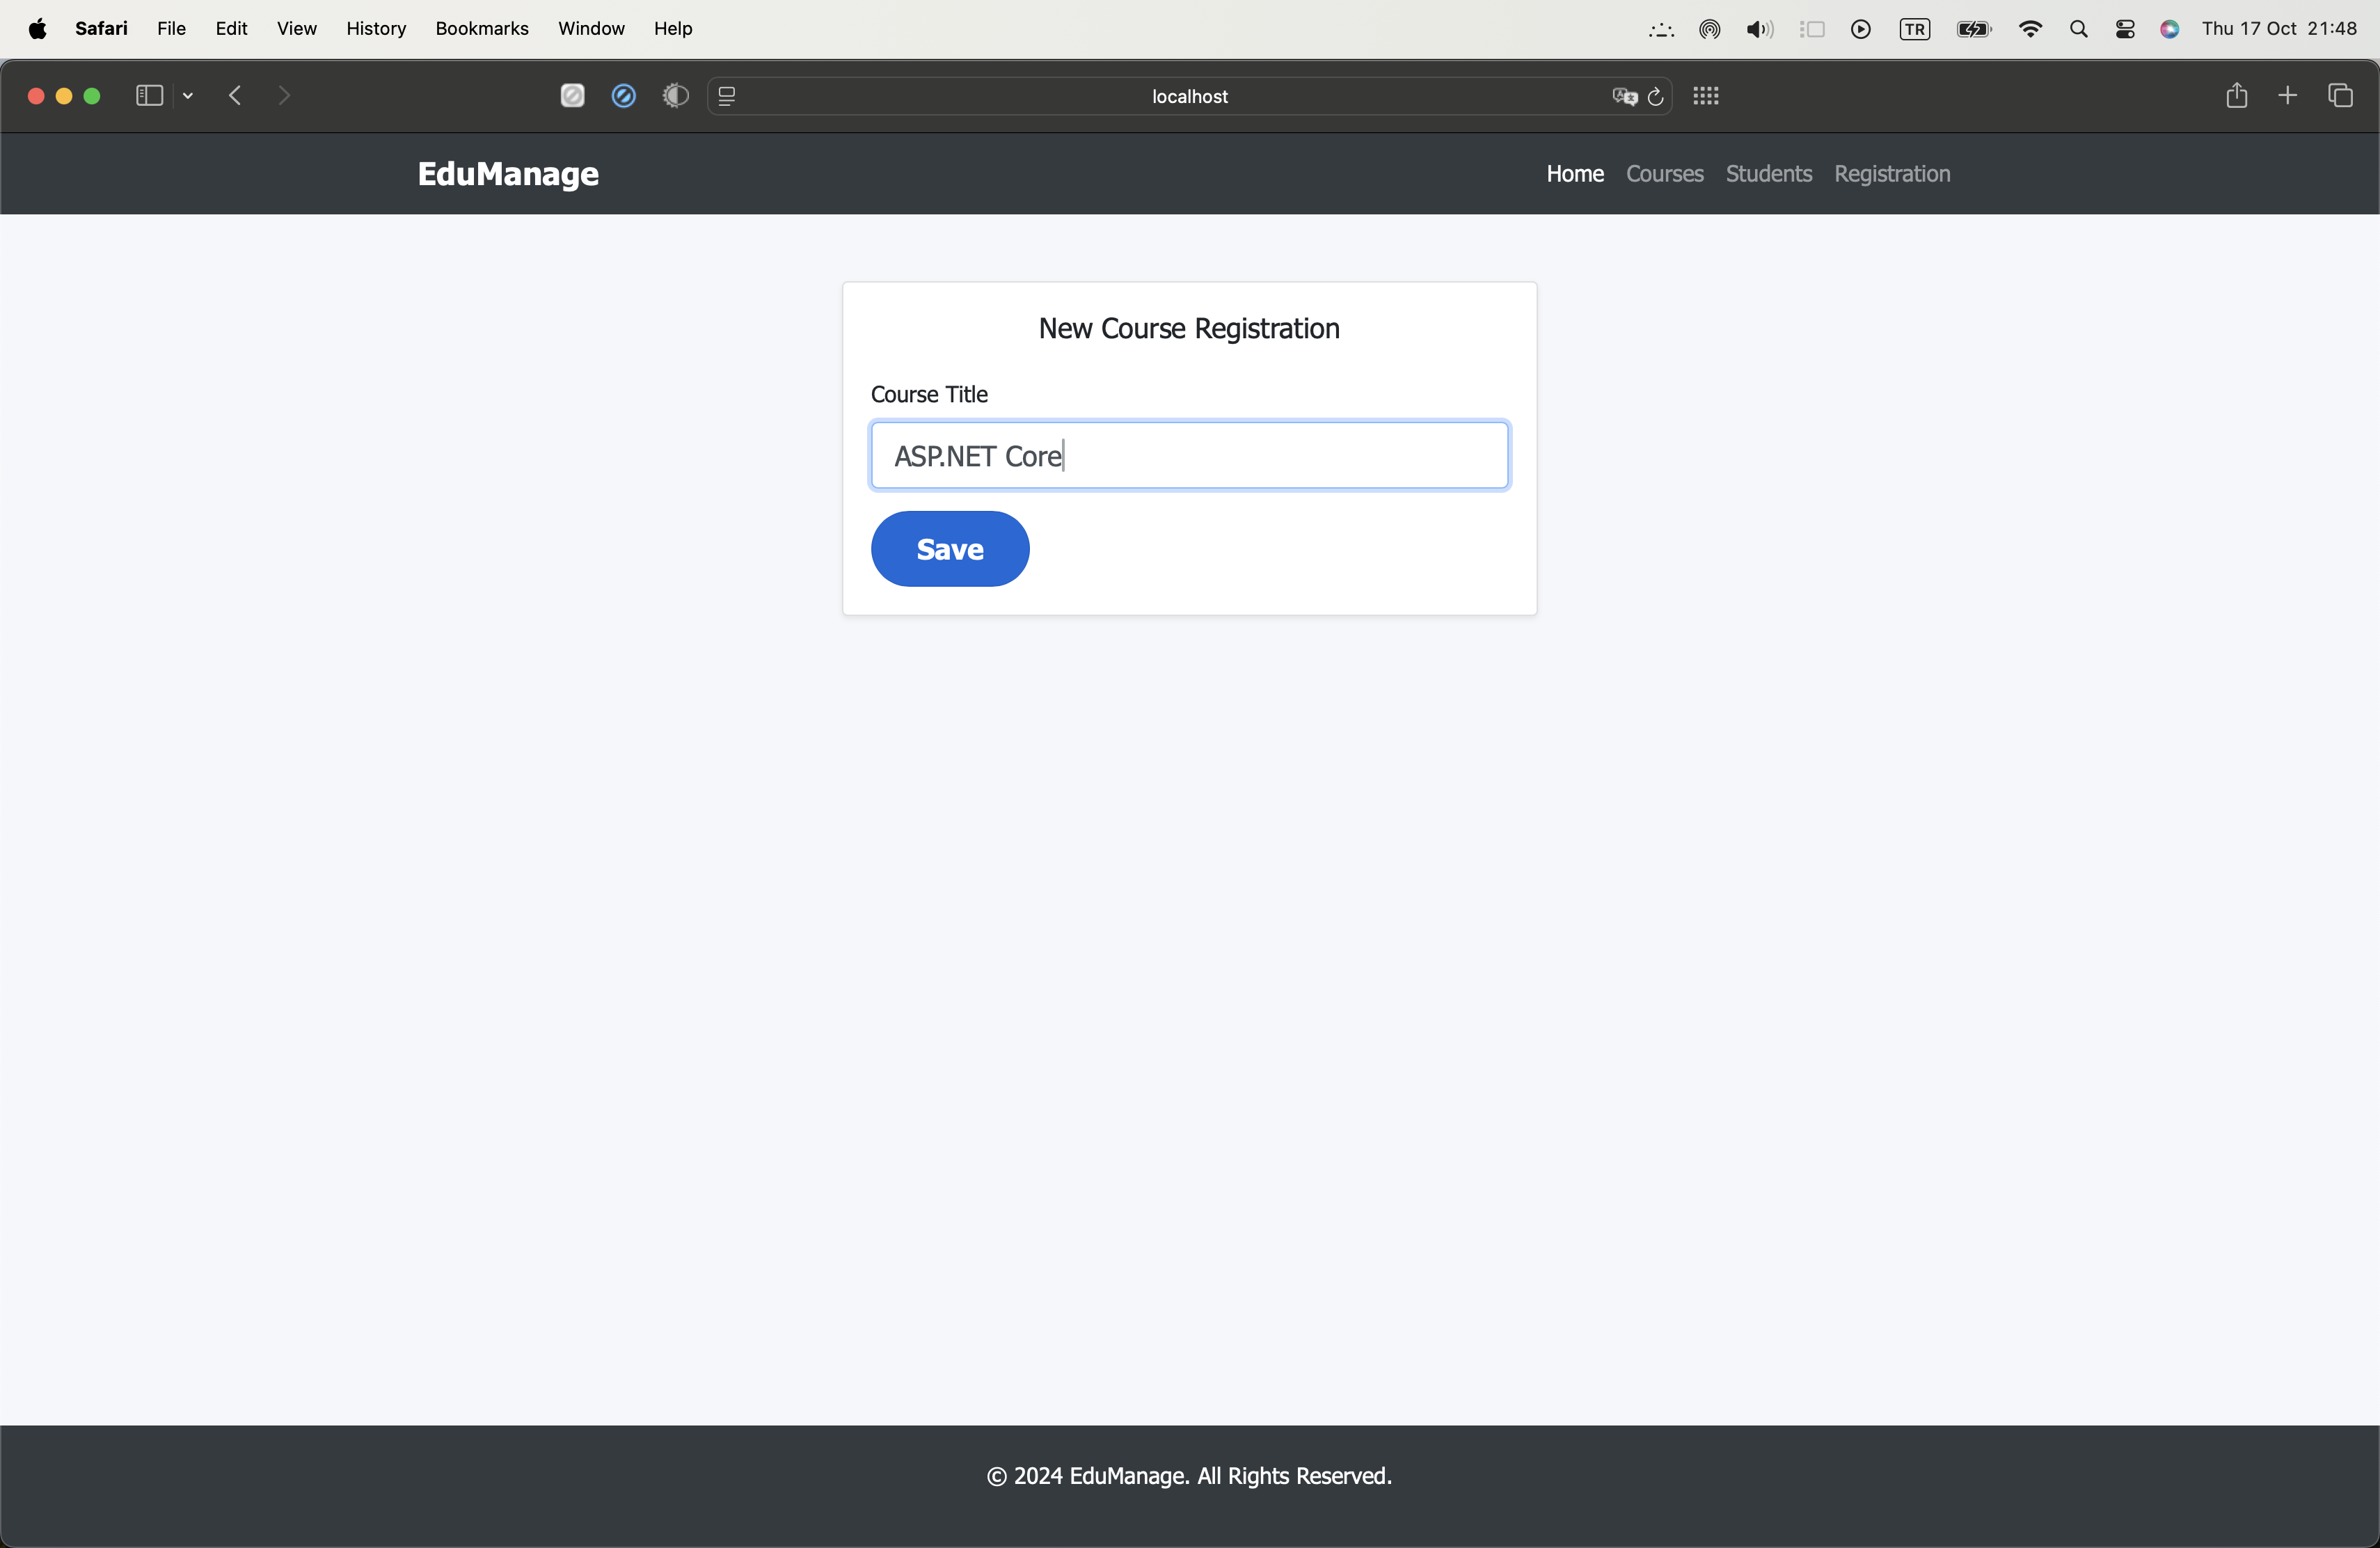 Safari File Edit View History Bookmarks Window Help TR Thu 17 Oct 21:48
localhost
EduManage Home Courses Students Registration
New Course Registration
Course Title
ASP.NET Core
Save
© 2024 EduManage. All Rights Reserved.